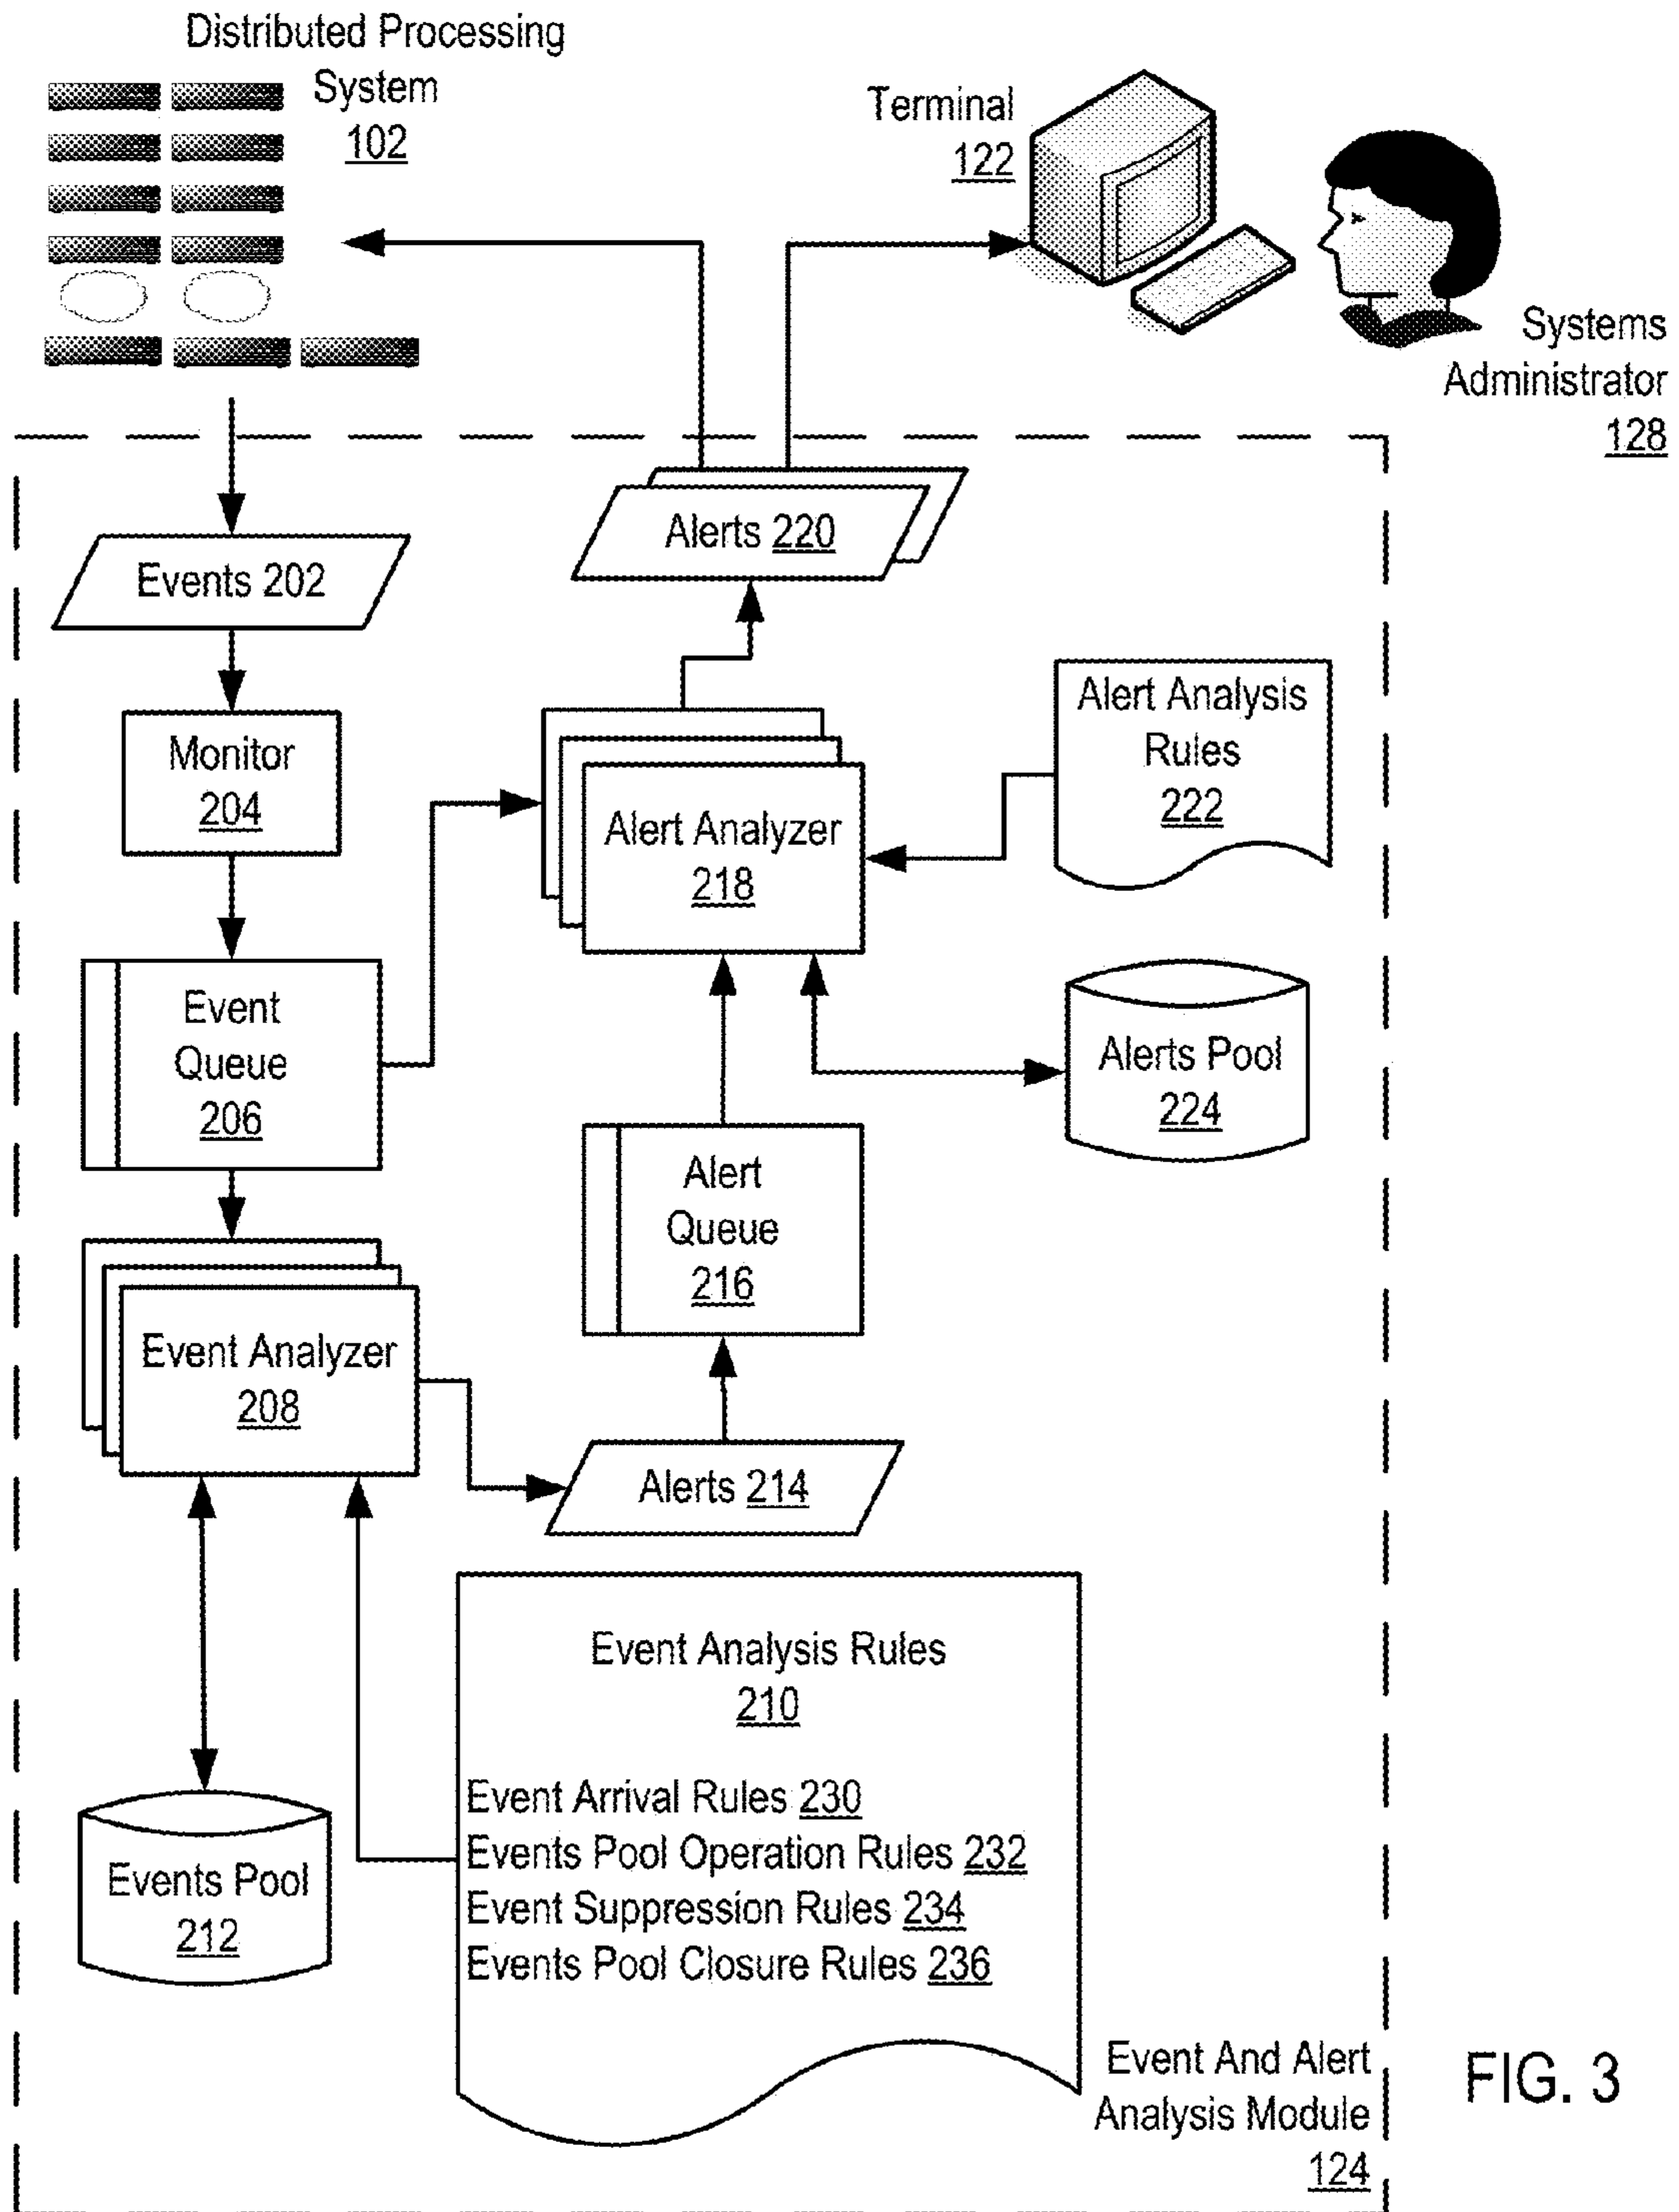 Distributed Processing
System
102
Terminal
122
Systems
Administrator
128
Alerts 220
Events 202
Monitor
204
Alert Analysis
Rules
222
Alert Analyzer
218
Event
Queue
206
Alerts Pool
224
Alert
Queue
216
Event Analyzer
208
Alerts 214
Event Analysis Rules
210
Event Arrival Rules 230
Events Pool Operation Rules 232
Event Suppression Rules 234
Events Pool Closure Rules 236
Events Pool
212
Event And Alert
Analysis Module
124
FIG. 3